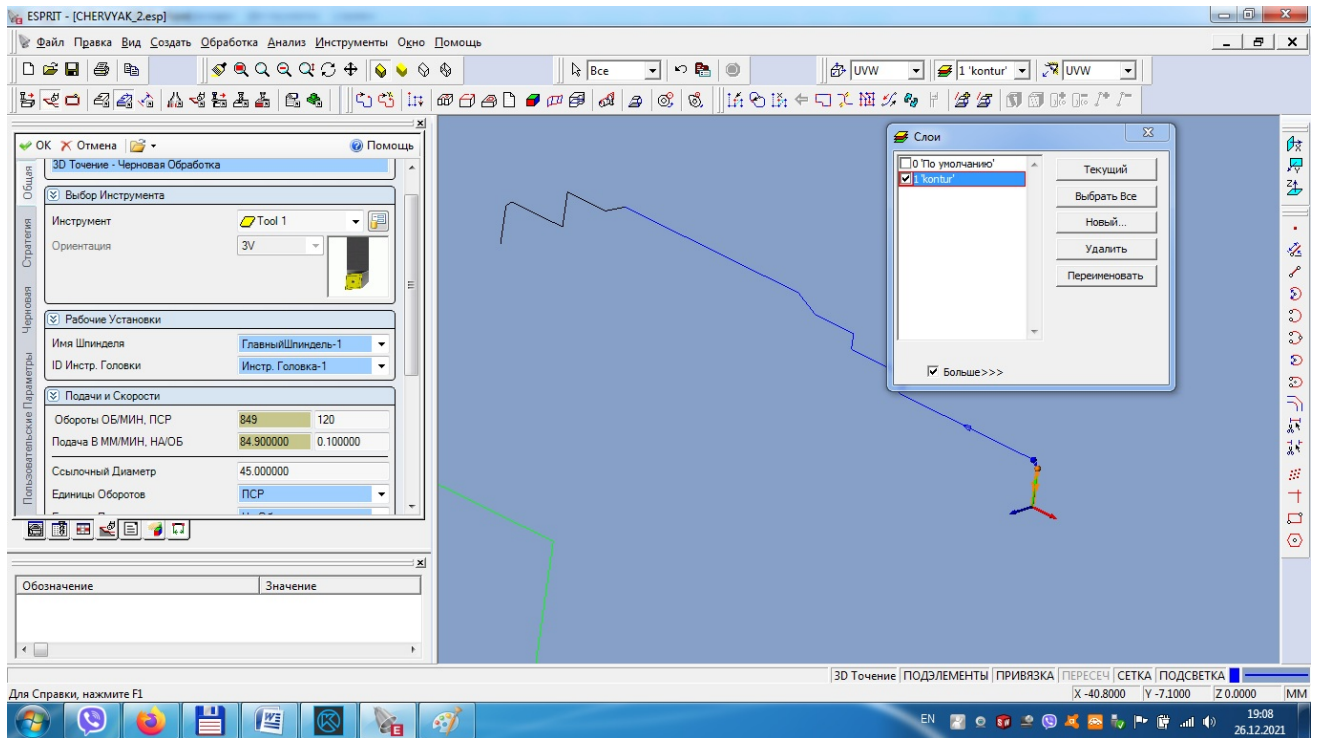 ESPRIT - [CHERVYAK_2.esp]
Файл Правка Вид Создать Обработка Анализ Инструменты Окно Помощь
Все UVW 1 'kontur' UVW
OK Отмена Помощь
3D Точение - Черновая Обработка
Общая
Стратегия
Черновая
Пользовательские Параметры
Выбор Инструмента
Инструмент Tool 1
Ориентация 3V
Рабочие Установки
Имя Шпинделя ГлавныйШпиндель-1
ID Инстр. Головки Инстр. Головка-1
Подачи и Скорости
Обороты ОБ/МИН, ПСР 849 120
Подача В ММ/МИН, НА/ОБ 84.900000 0.100000
Ссылочный Диаметр 45.000000
Единицы Оборотов ПСР
Обозначение Значение
Слои
0 'По умолчанию'
1 'kontur'
Текущий
Выбрать Все
Новый...
Удалить
Переименовать
Больше>>>
3D Точение ПОДЭЛЕМЕНТЫ ПРИВЯЗКА ПЕРЕСЕЧ СЕТКА ПОДСВЕТКА
Для Справки, нажмите F1 X -40.8000 Y -7.1000 Z 0.0000 MM
EN 19:08
26.12.2021